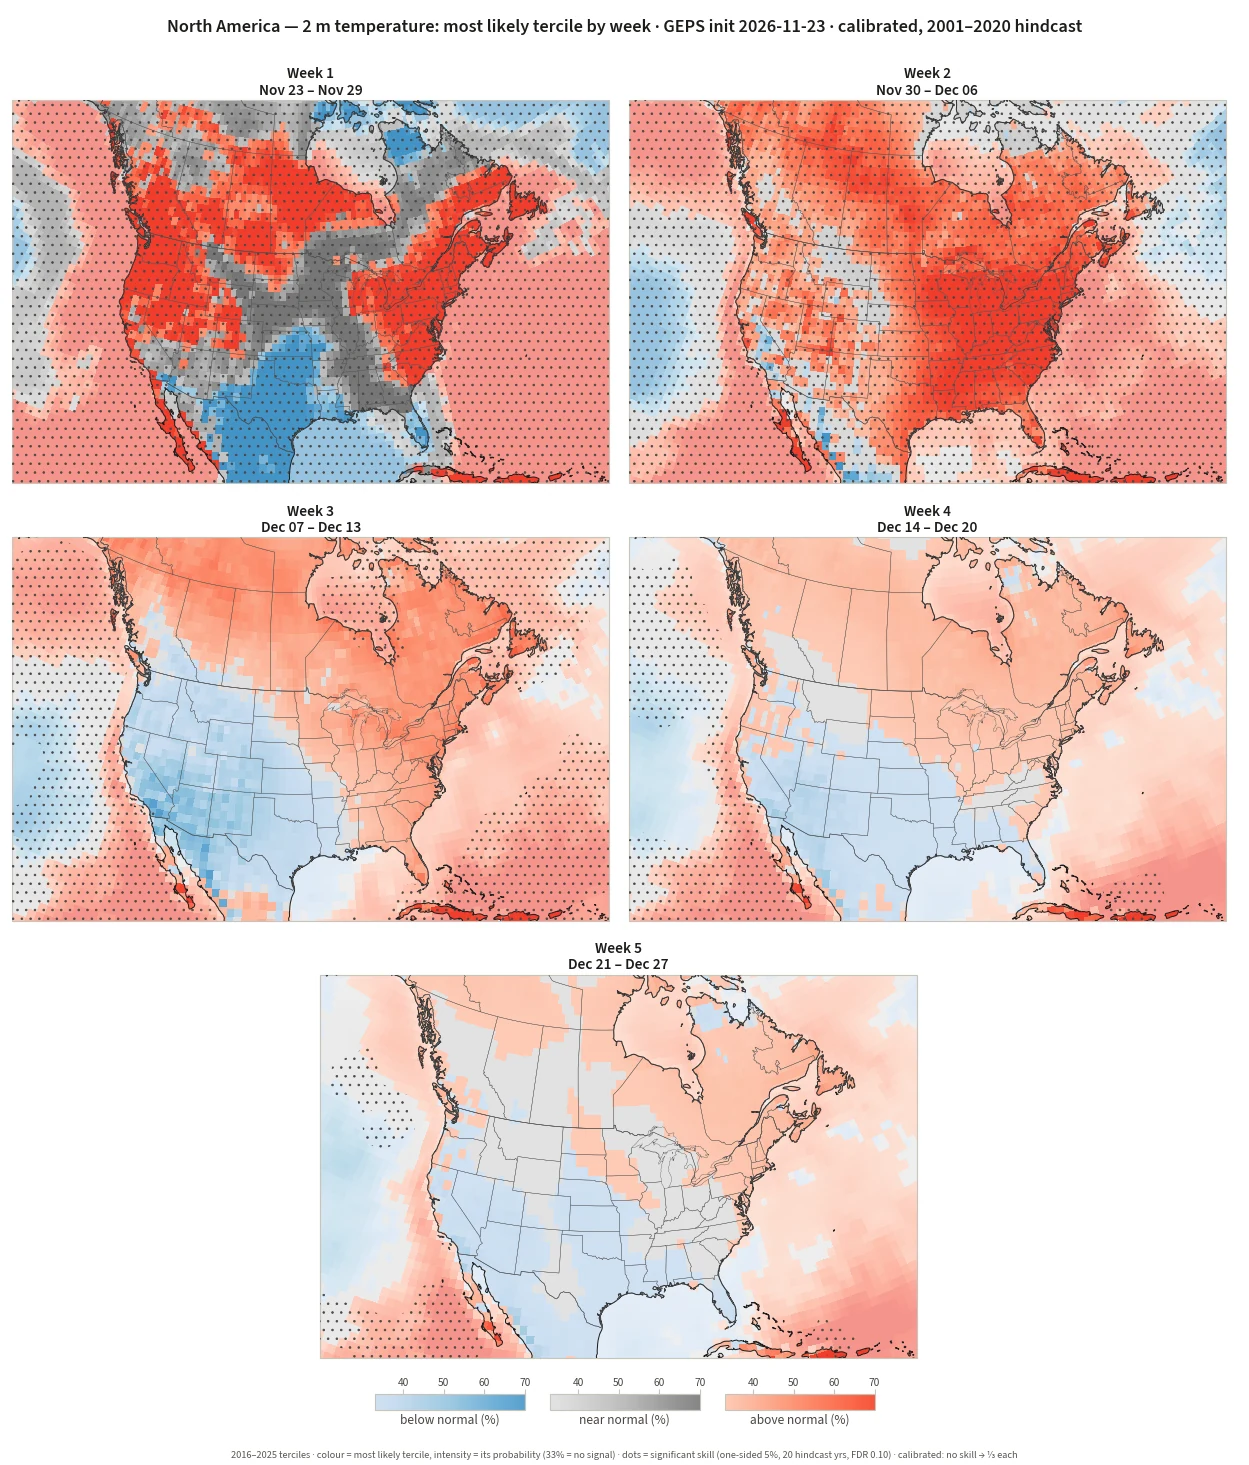 North America — 2 m temperature: most likely tercile by week · GEPS init 2026-11-23 · calibrated, 2001–2020 hindcast
Week 1
Nov 23 – Nov 29
Week 2
Nov 30 – Dec 06
Week 3
Dec 07 – Dec 13
Week 4
Dec 14 – Dec 20
Week 5
Dec 21 – Dec 27
40 50 60 70
below normal (%)
40 50 60 70
near normal (%)
40 50 60 70
above normal (%)
2016–2025 terciles · colour = most likely tercile, intensity = its probability (33% = no signal) · dots = significant skill (one-sided 5%, 20 hindcast yrs, FDR 0.10) · calibrated: no skill → ⅓ each